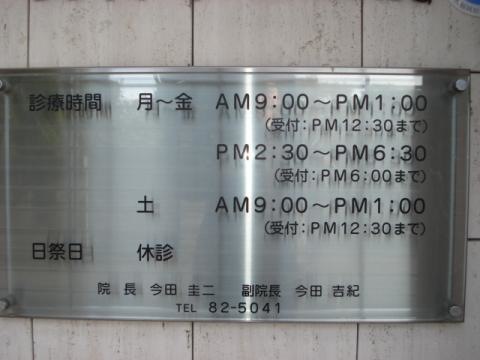 診療時間 月～金 AM9:00～PM1:00
(受付:PM12:30まで)
PM2:30～PM6:30
(受付:PM6:00まで)
土 AM9:00～PM1:00
(受付:PM12:30まで)
日祭日 休診
院長 今田 圭二 副院長 今田 吉紀
TEL 82-5041